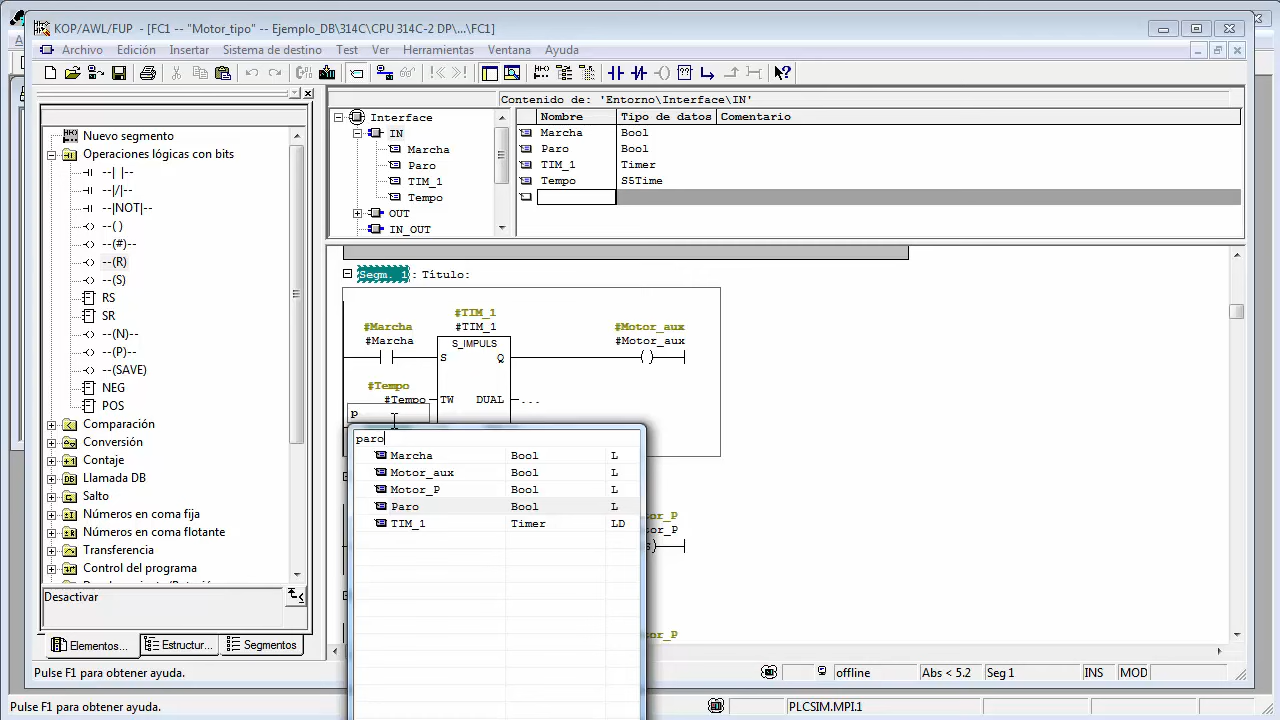 KOP/AWL/FUP  - [FC1 -- "Motor_tipo" -- Ejemplo_DB\314C\CPU 314C-2 DP\...\FC1]
Archivo Edición Insertar Sistema de destino Test Ver Herramientas Ventana Ayuda
Contenido de: 'Entorno\Interface\IN'
Interface
IN
Marcha
Paro
TIM_1
Tempo
OUT
IN_OUT
Nombre Tipo de datos Comentario
Marcha Bool
Paro Bool
TIM_1 Timer
Tempo S5Time
Nuevo segmento
Operaciones lógicas con bits
--| |--
--|/|--
--|NOT|--
--( )
--(#)--
--(R)
--(S)
RS
SR
--(N)--
--(P)--
--(SAVE)
NEG
POS
Comparación
Conversión
Contaje
Llamada DB
Salto
Números en coma fija
Números en coma flotante
Transferencia
Control del programa
Desactivar
Elementos... Estructur... Segmentos
Segm. 1 : Título:
#TIM_1
#Marcha #TIM_1 #Motor_aux
#Marcha S_IMPULS #Motor_aux
S Q
#Tempo
#Tempo TW DUAL ...
p
paro
Marcha Bool L
Motor_aux Bool L
Motor_P Bool L
Paro Bool L
TIM_1 Timer LD
or_P
or_P
or_P
Pulse F1 para obtener ayuda. offline Abs < 5.2 Seg 1 INS MOD
Pulse F1 para obtener ayuda. PLCSIM.MPI.1